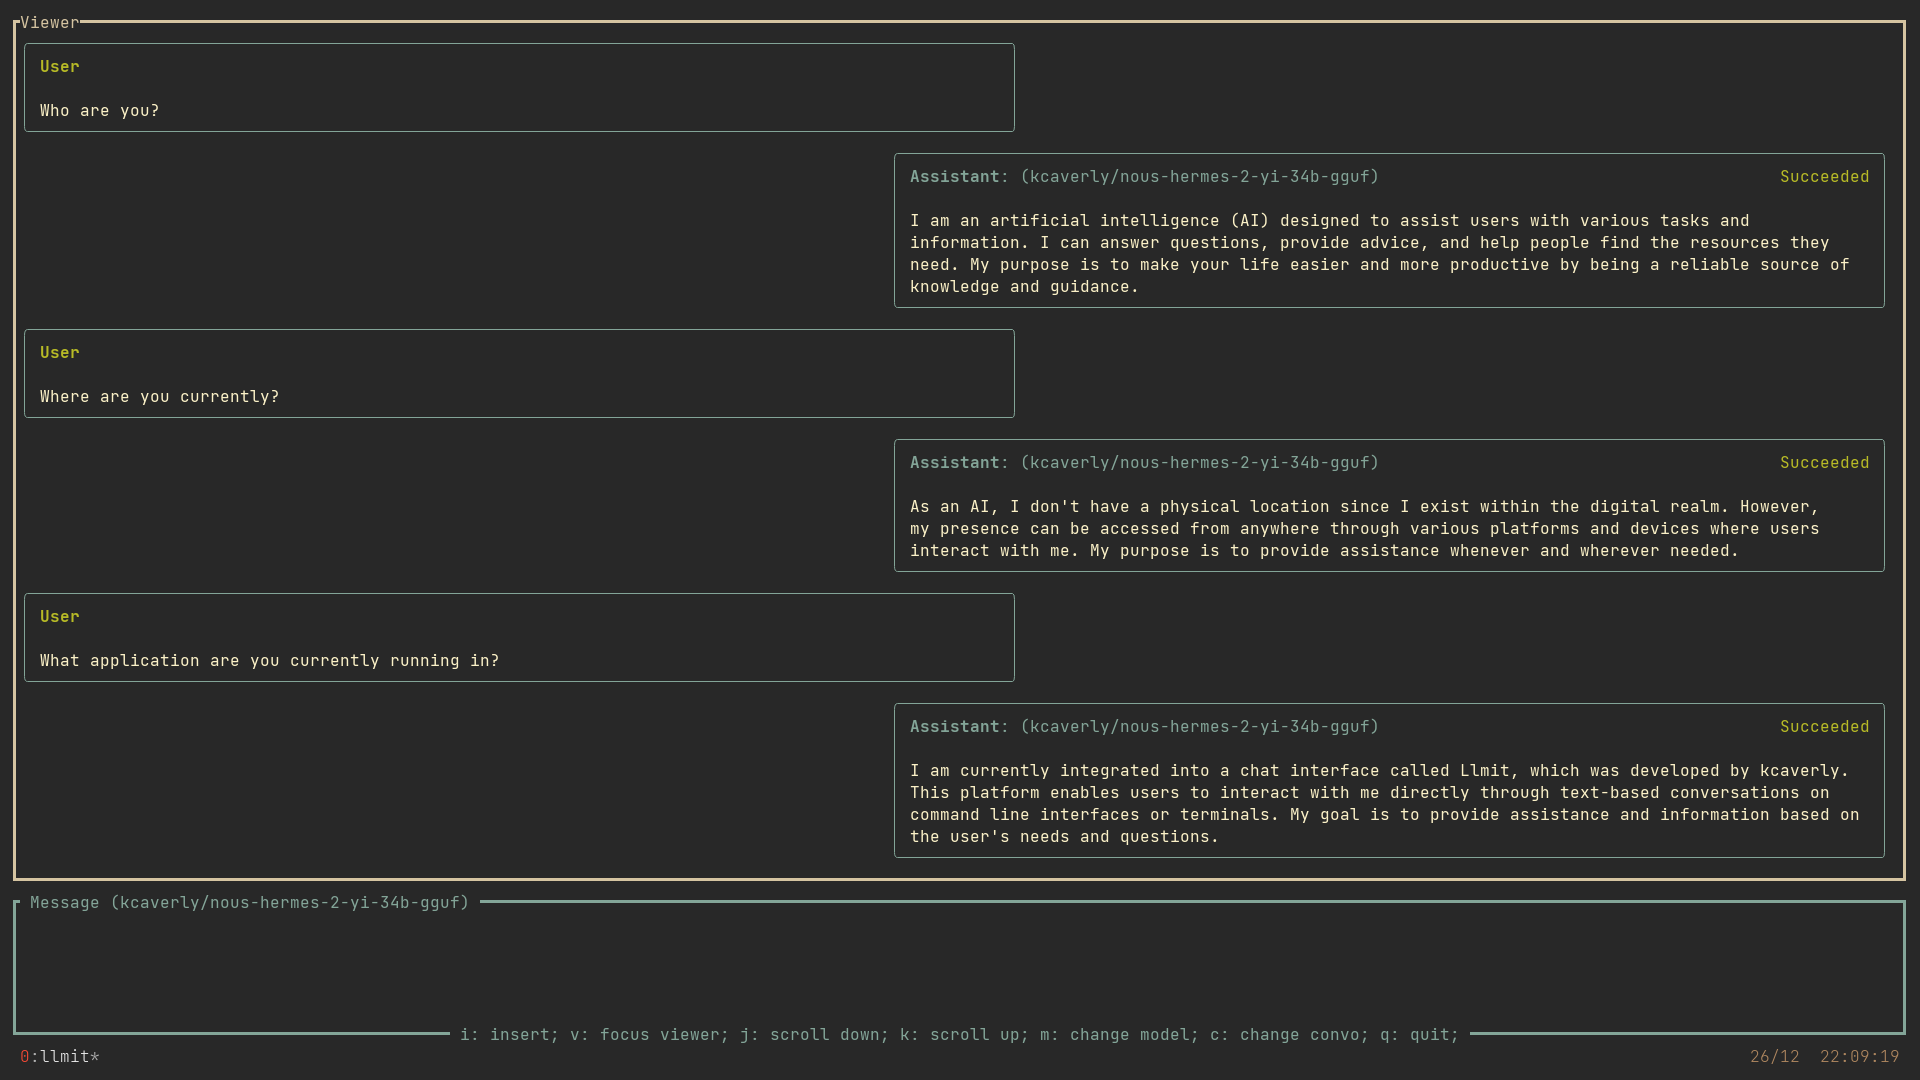 Viewer
User
Who are you?
Assistant: (kcaverly/nous-hermes-2-yi-34b-gguf) Succeeded
I am an artificial intelligence (AI) designed to assist users with various tasks and
information. I can answer questions, provide advice, and help people find the resources they
need. My purpose is to make your life easier and more productive by being a reliable source of
knowledge and guidance.
User
Where are you currently?
Assistant: (kcaverly/nous-hermes-2-yi-34b-gguf) Succeeded
As an AI, I don't have a physical location since I exist within the digital realm. However,
my presence can be accessed from anywhere through various platforms and devices where users
interact with me. My purpose is to provide assistance whenever and wherever needed.
User
What application are you currently running in?
Assistant: (kcaverly/nous-hermes-2-yi-34b-gguf) Succeeded
I am currently integrated into a chat interface called Llmit, which was developed by kcaverly.
This platform enables users to interact with me directly through text-based conversations on
command line interfaces or terminals. My goal is to provide assistance and information based on
the user's needs and questions.
Message (kcaverly/nous-hermes-2-yi-34b-gguf)
i: insert; v: focus viewer; j: scroll down; k: scroll up; m: change model; c: change convo; q: quit;
0:llmit* 26/12 22:09:19